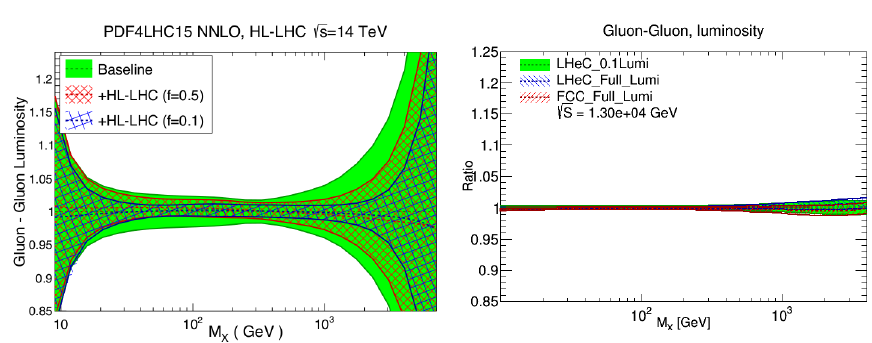 PDF4LHC15 NNLO, HL-LHC √s=14 TeV
Baseline
+HL-LHC (f=0.5)
+HL-LHC (f=0.1)
Gluon - Gluon Luminosity
1.2
1.15
1.1
1.05
1
0.95
0.9
0.85
10
10²
10³
M_X ( GeV )
Gluon-Gluon, luminosity
LHeC_0.1Lumi
LHeC_Full_Lumi
FCC_Full_Lumi
√S = 1.30e+04 GeV
Ratio
1.25
1.20
1.15
1.10
1.05
1
0.95
0.90
0.85
10²
10³
M_X [GeV]